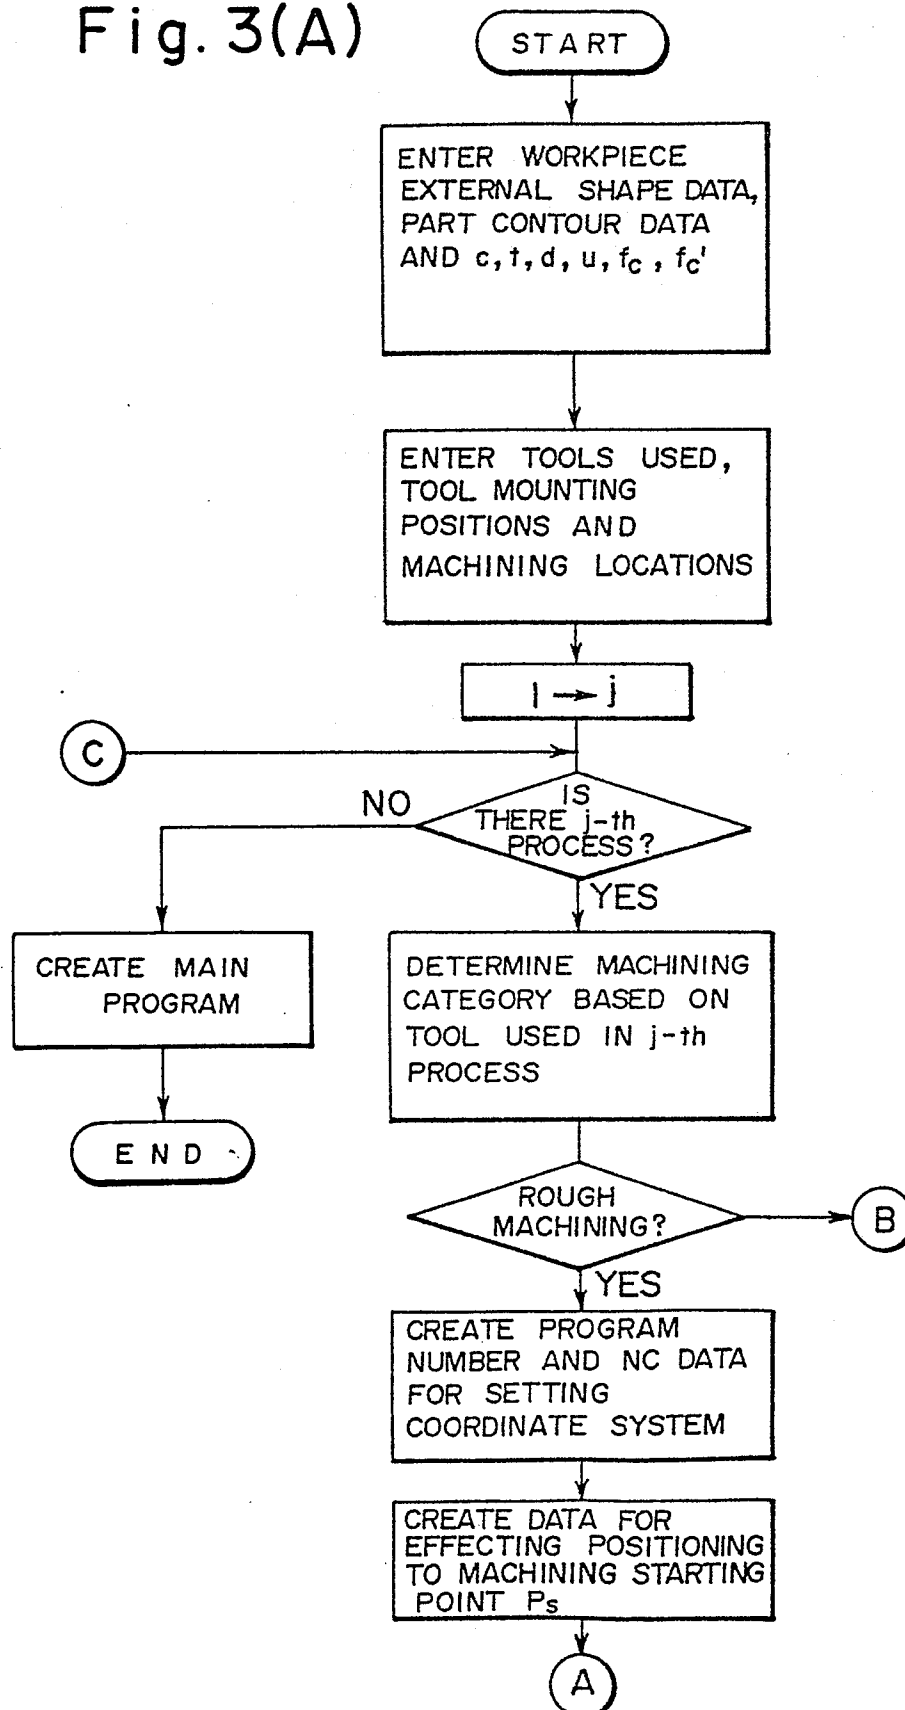 Fig. 3(A)
START
ENTER WORKPIECE
EXTERNAL SHAPE DATA,
PART CONTOUR DATA
AND c, t, d, u, fc, fc'
ENTER TOOLS USED,
TOOL MOUNTING
POSITIONS AND
MACHINING LOCATIONS
1 → j
C
IS
THERE j-th
PROCESS?
NO
YES
CREATE MAIN
PROGRAM
END
DETERMINE MACHINING
CATEGORY BASED ON
TOOL USED IN j-th
PROCESS
ROUGH
MACHINING?
B
YES
CREATE PROGRAM
NUMBER AND NC DATA
FOR SETTING
COORDINATE SYSTEM
CREATE DATA FOR
EFFECTING POSITIONING
TO MACHINING STARTING
POINT Ps
A